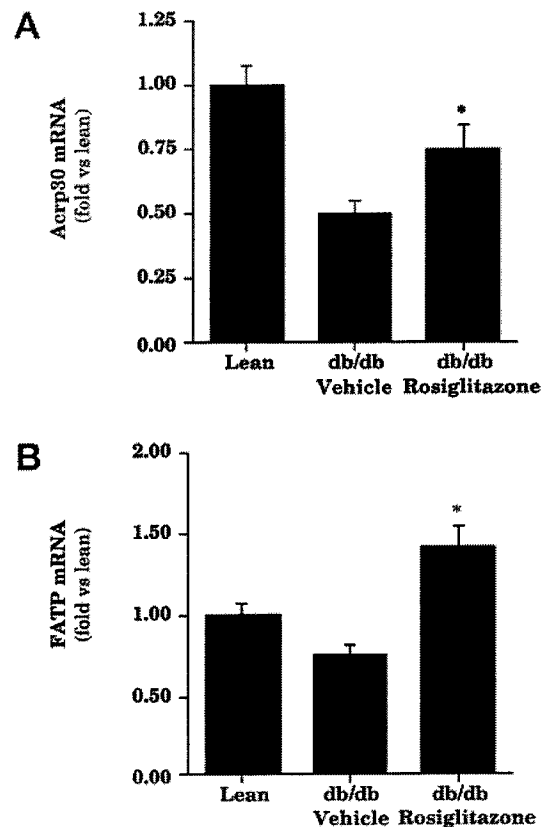 A
Acrp30 mRNA
(fold vs lean)
1.25
1.00
0.75
0.50
0.25
0.00
*
Lean
db/db
Vehicle
db/db
Rosiglitazone
B
FATP mRNA
(fold vs lean)
2.00
1.50
1.00
0.50
0.00
*
Lean
db/db
Vehicle
db/db
Rosiglitazone